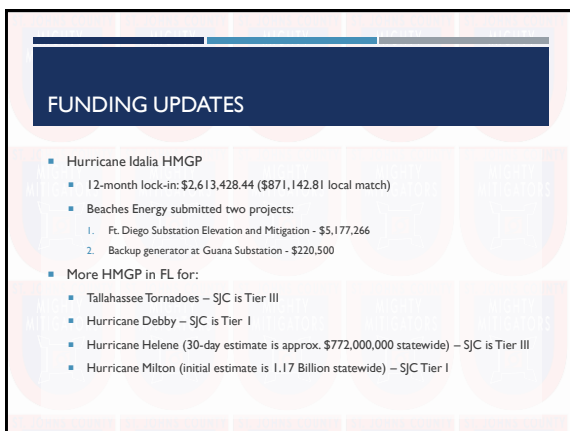 FUNDING UPDATES
Hurricane Idalia HMGP
12-month lock-in: $2,613,428.44 ($871,142.81 local match)
Beaches Energy submitted two projects:
1. Ft. Diego Substation Elevation and Mitigation - $5,177,266
2. Backup generator at Guana Substation - $220,500
More HMGP in FL for:
Tallahassee Tornadoes – SJC is Tier III
Hurricane Debby – SJC is Tier I
Hurricane Helene (30-day estimate is approx. $772,000,000 statewide) – SJC is Tier III
Hurricane Milton (initial estimate is 1.17 Billion statewide) – SJC Tier I